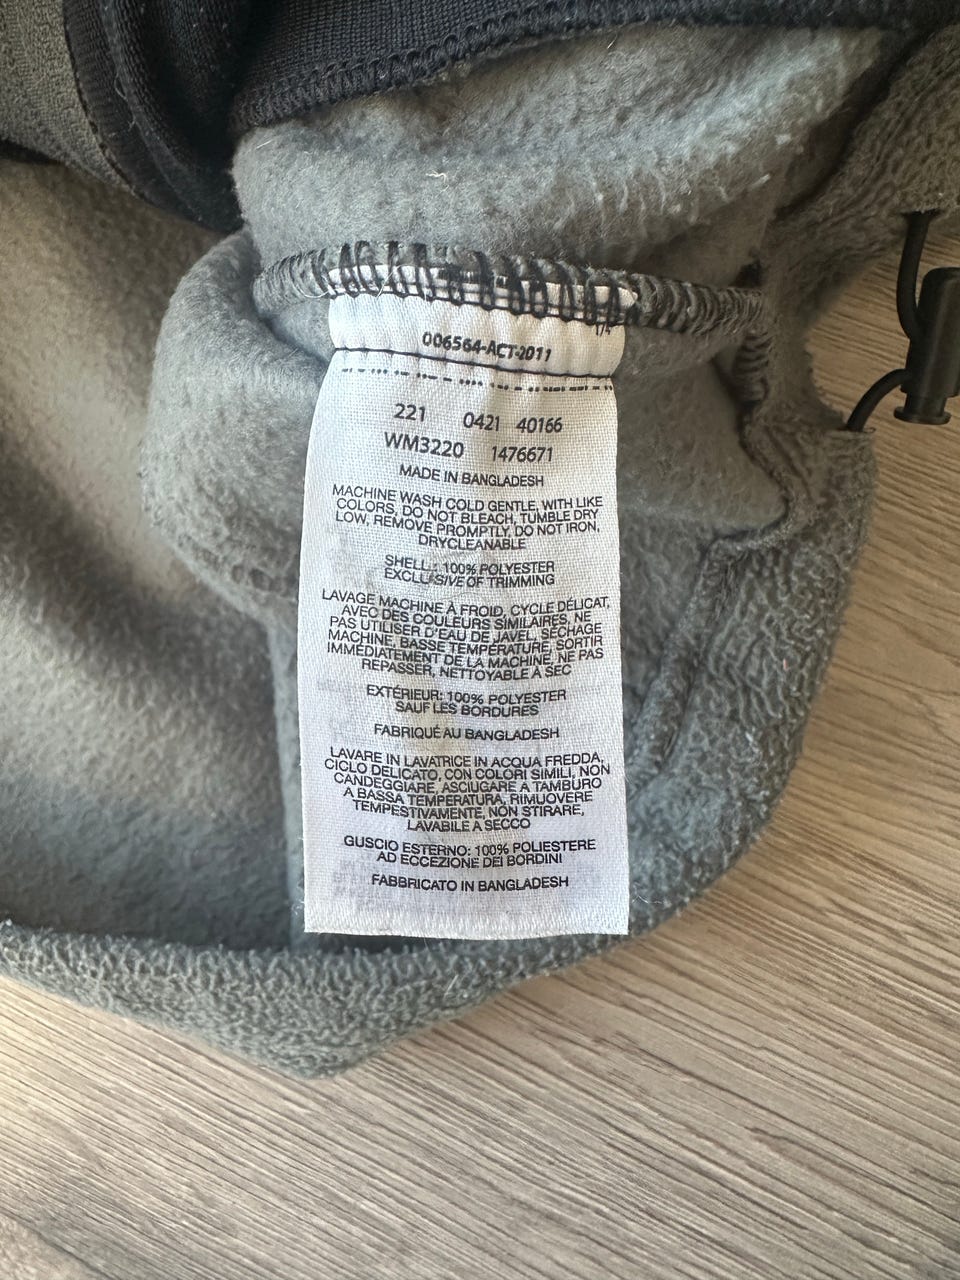 006564-ACT-2011
221 0421 40166
WM3220 1476671
MADE IN BANGLADESH
MACHINE WASH COLD GENTLE, WITH LIKE
COLORS, DO NOT BLEACH, TUMBLE DRY
LOW, REMOVE PROMPTLY, DO NOT IRON,
DRYCLEANABLE
SHELL: 100% POLYESTER
EXCLUSIVE OF TRIMMING
LAVAGE MACHINE À FROID, CYCLE DÉLICAT,
AVEC DES COULEURS SIMILAIRES, NE
PAS UTILISER D'EAU DE JAVEL, SÉCHAGE
MACHINE, BASSE TEMPÉRATURE, SORTIR
IMMÉDIATEMENT DE LA MACHINE, NE PAS
REPASSER, NETTOYABLE A SEC
EXTÉRIEUR: 100% POLYESTER
SAUF LES BORDURES
FABRIQUÉ AU BANGLADESH
LAVARE IN LAVATRICE IN ACQUA FREDDA,
CICLO DELICATO, CON COLORI SIMILI, NON
CANDEGGIARE, ASCIUGARE A TAMBURO
A BASSA TEMPERATURA, RIMUOVERE
TEMPESTIVAMENTE, NON STIRARE,
LAVABILE A SECCO
GUSCIO ESTERNO: 100% POLIESTERE
AD ECCEZIONE DEI BORDINI
FABBRICATO IN BANGLADESH